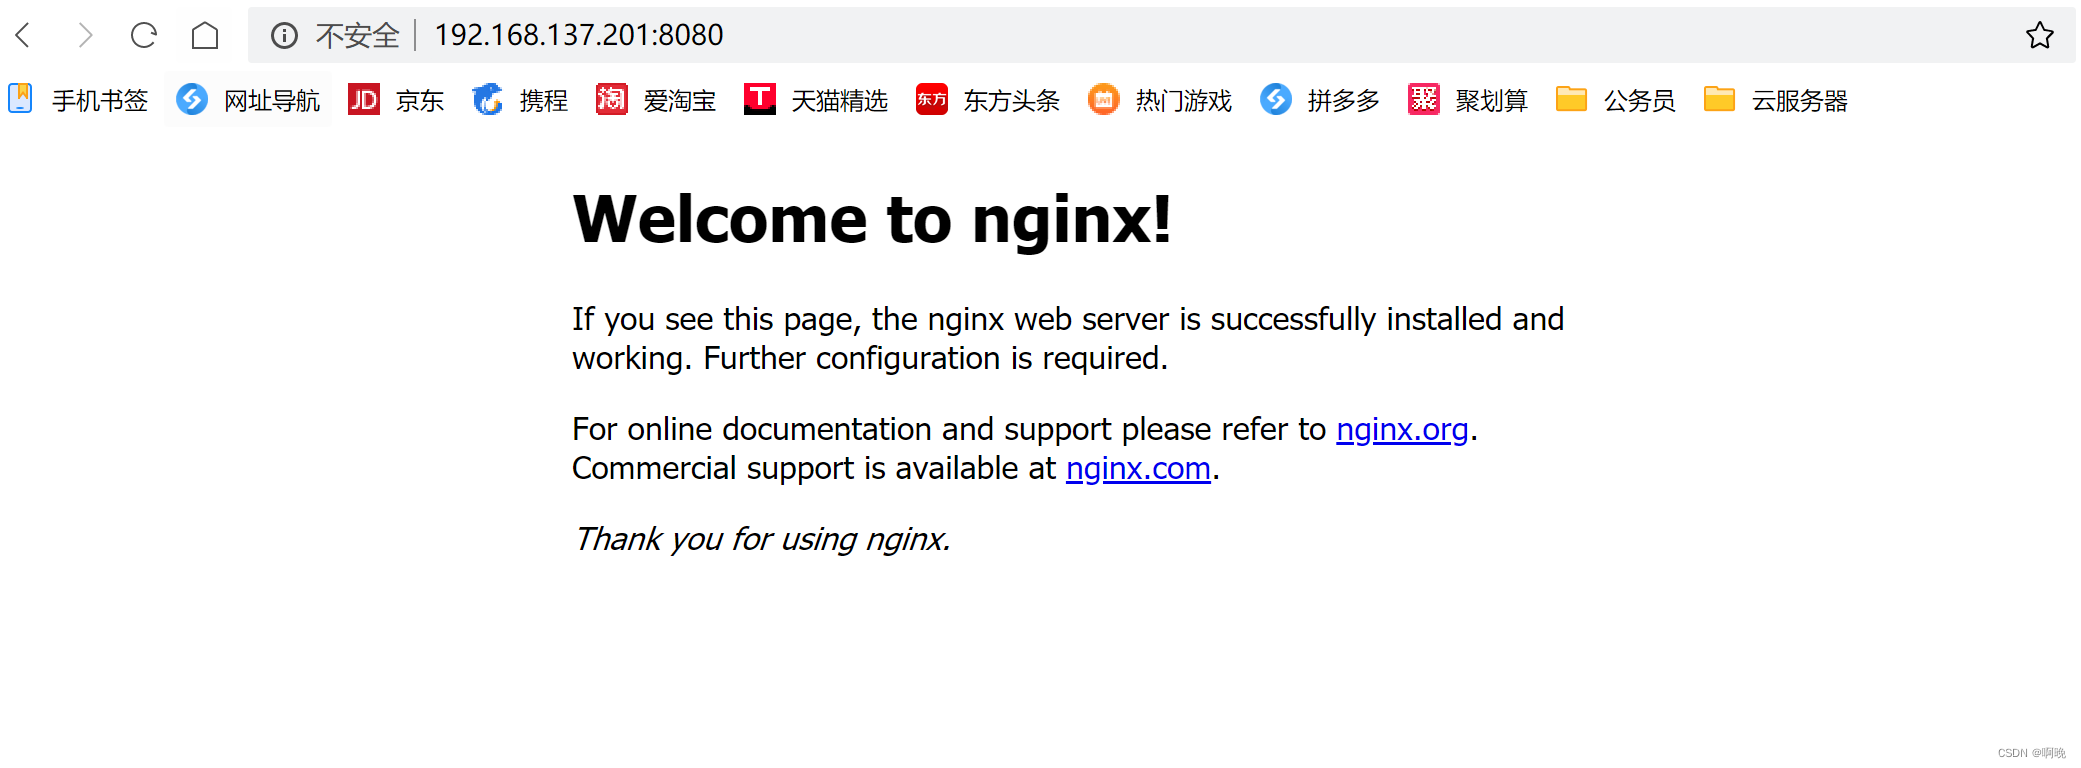 不安全 192.168.137.201:8080
手机书签 网址导航 JD 京东 携程 淘 爱淘宝 T 天猫精选 东方 东方头条 LIVE 热门游戏 拼多多 聚 聚划算 公务员 云服务器
Welcome to nginx!
If you see this page, the nginx web server is successfully installed and
working. Further configuration is required.
For online documentation and support please refer to nginx.org.
Commercial support is available at nginx.com.
Thank you for using nginx.
CSDN @啊晚